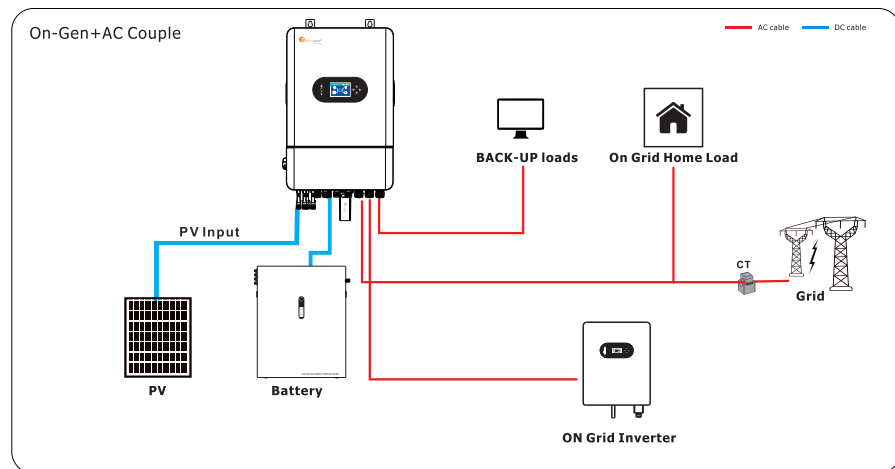 On-Gen+AC Couple
AC cable
DC cable
BACK-UP loads
On Grid Home Load
PV Input
CT
Grid
PV
Battery
ON Grid Inverter